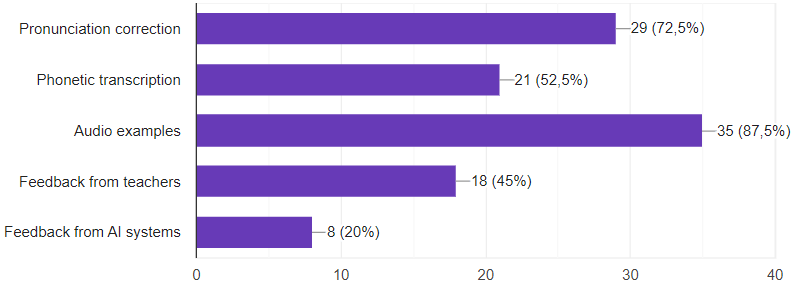 Pronunciation correction 29 (72,5%)
Phonetic transcription 21 (52,5%)
Audio examples 35 (87,5%)
Feedback from teachers 18 (45%)
Feedback from AI systems 8 (20%)
0 10 20 30 40